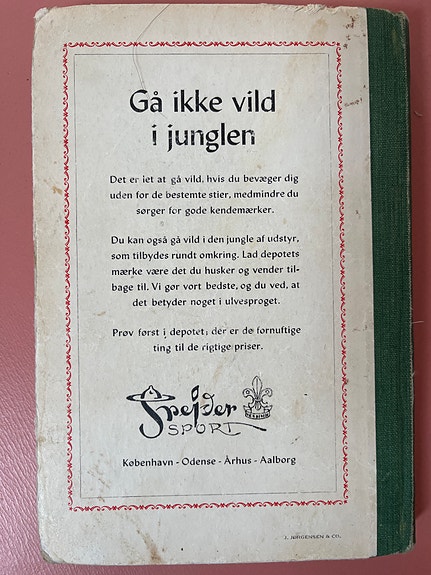 Gå ikke vild
i junglen
Det er let at gå vild, hvis du bevæger dig
uden for de bestemte stier, medmindre du
sørger for gode kendemærker.
Du kan også gå vild i den jungle af udstyr,
som tilbydes rundt omkring. Lad depotets
mærke være det du husker og vender til-
bage til. Vi gør vort bedste, og du ved, at
det betyder noget i ulvesproget.
Prøv først i depotet; dér er de fornuftige
ting til de rigtige priser.
Spejder
SPORT
København - Odense - Århus - Aalborg
J. JØRGENSEN & CO.